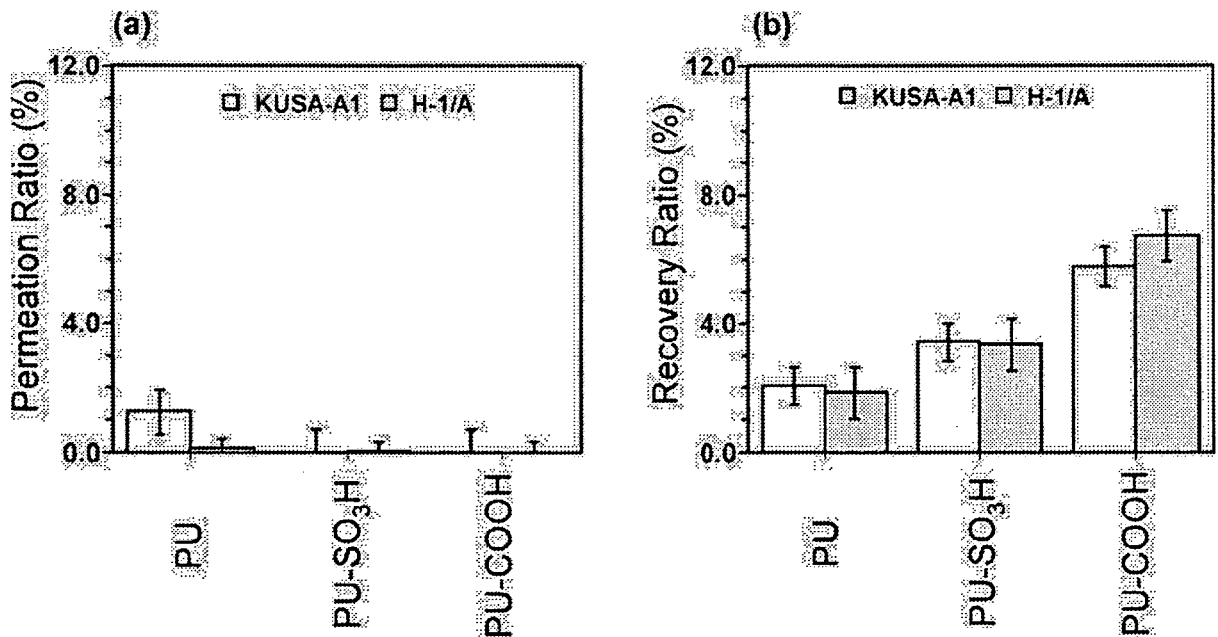 (a)
Permeation Ratio (%)
12.0
8.0
4.0
0.0
KUSA-A1 H-1/A
PU
PU-SO₃H
PU-COOH
(b)
Recovery Ratio (%)
12.0
8.0
4.0
0.0
KUSA-A1 H-1/A
PU
PU-SO₃H
PU-COOH